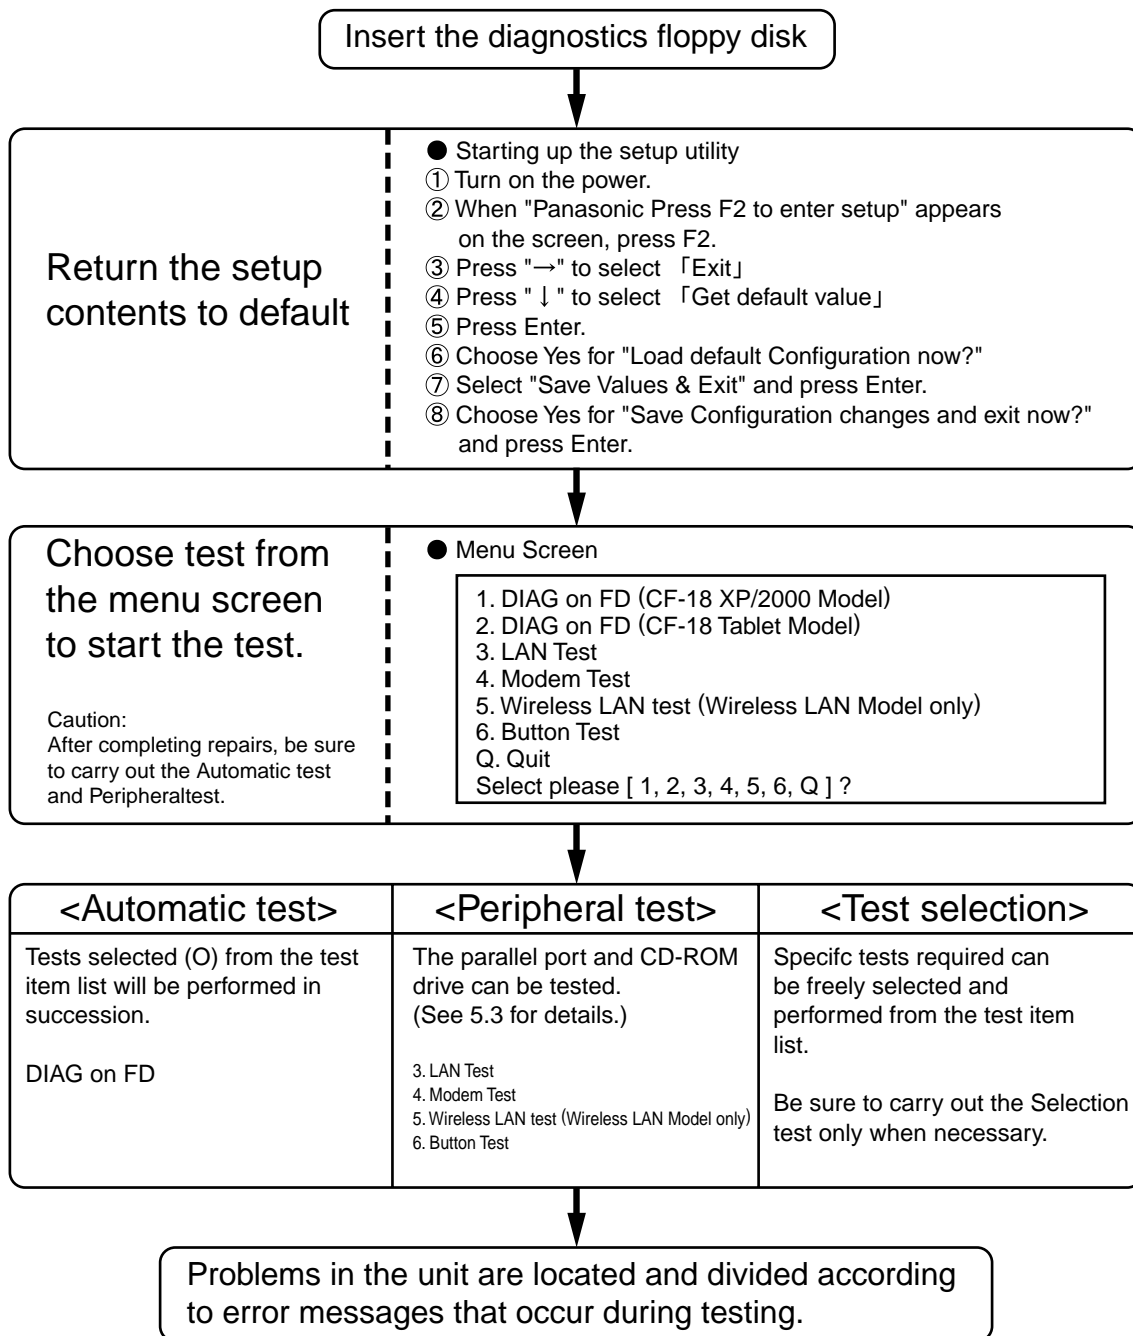 Insert the diagnostics floppy disk
Return the setup
contents to default
● Starting up the setup utility
① Turn on the power.
② When "Panasonic Press F2 to enter setup" appears
on the screen, press F2.
③ Press "→" to select 「Exit」
④ Press "↓" to select 「Get default value」
⑤ Press Enter.
⑥ Choose Yes for "Load default Configuration now?"
⑦ Select "Save Values & Exit" and press Enter.
⑧ Choose Yes for "Save Configuration changes and exit now?"
and press Enter.
Choose test from
the menu screen
to start the test.
Caution:
After completing repairs, be sure
to carry out the Automatic test
and Peripheraltest.
● Menu Screen
1. DIAG on FD (CF-18 XP/2000 Model)
2. DIAG on FD (CF-18 Tablet Model)
3. LAN Test
4. Modem Test
5. Wireless LAN test (Wireless LAN Model only)
6. Button Test
Q. Quit
Select please [ 1, 2, 3, 4, 5, 6, Q ] ?
<Automatic test>
Tests selected (O) from the test
item list will be performed in
succession.
DIAG on FD
<Peripheral test>
The parallel port and CD-ROM
drive can be tested.
(See 5.3 for details.)
3. LAN Test
4. Modem Test
5. Wireless LAN test (Wireless LAN Model only)
6. Button Test
<Test selection>
Specifc tests required can
be freely selected and
performed from the test item
list.
Be sure to carry out the Selection
test only when necessary.
Problems in the unit are located and divided according
to error messages that occur during testing.